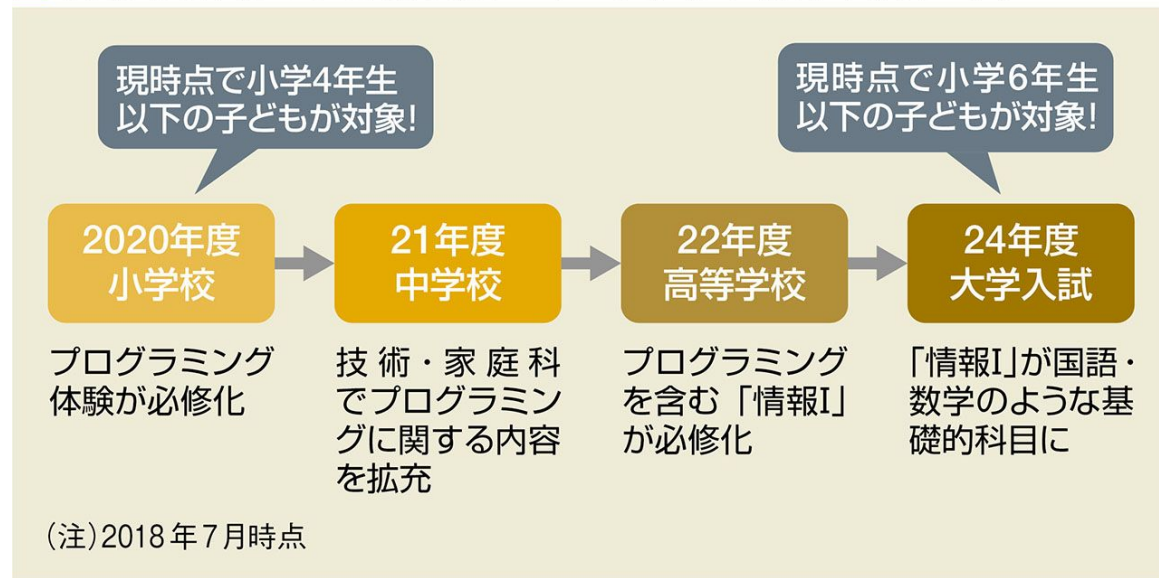 現時点で小学4年生
以下の子どもが対象!
現時点で小学6年生
以下の子どもが対象!
2020年度
小学校
21年度
中学校
22年度
高等学校
24年度
大学入試
プログラミング
体験が必修化
技術・家庭科
でプログラミン
グに関する内容
を拡充
プログラミング
を含む「情報I」
が必修化
「情報I」が国語・
数学のような基
礎的科目に
(注)2018年7月時点